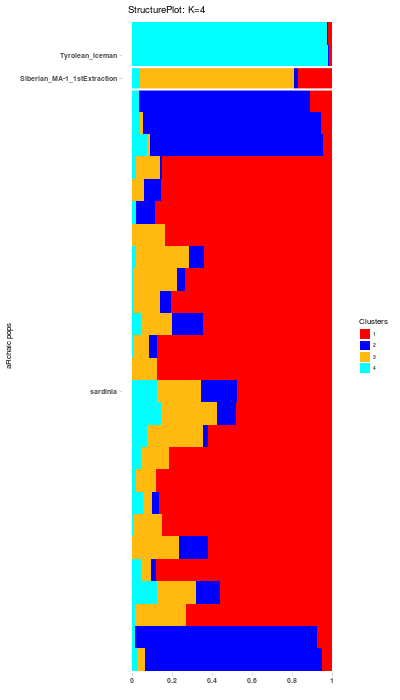 StructurePlot: K=4
Tyrolean_Iceman
Siberian_MA-1_1stExtraction
aRchaic pops
sardinia
Clusters
1
2
3
4
0 0.2 0.4 0.6 0.8 1